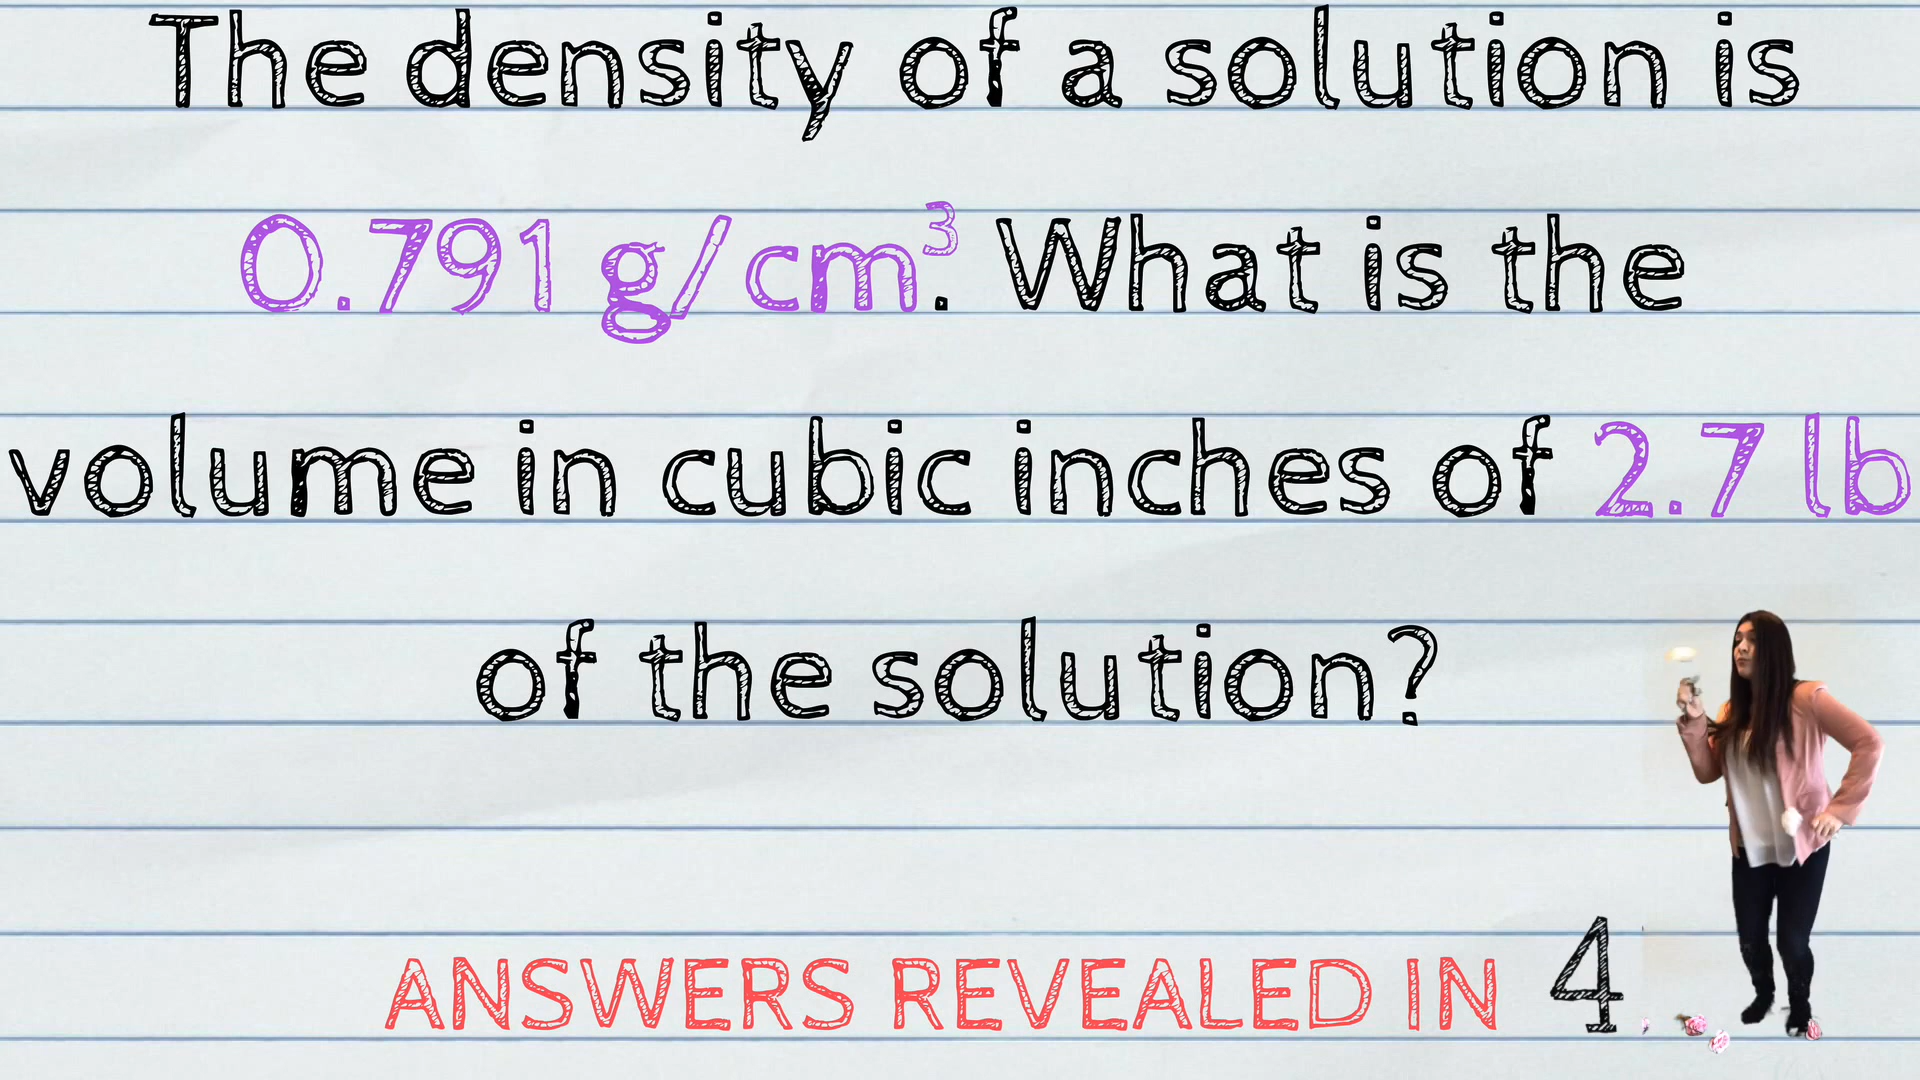 The density of a solution is
0.791 g/cm³. What is the
volume in cubic inches of 2.7 lb
of the solution?
ANSWERS REVEALED IN 4